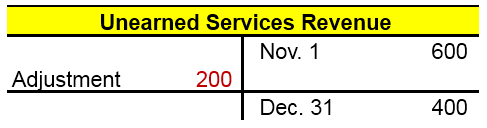 Unearned Services Revenue
Nov. 1 600
Adjustment 200
Dec. 31 400